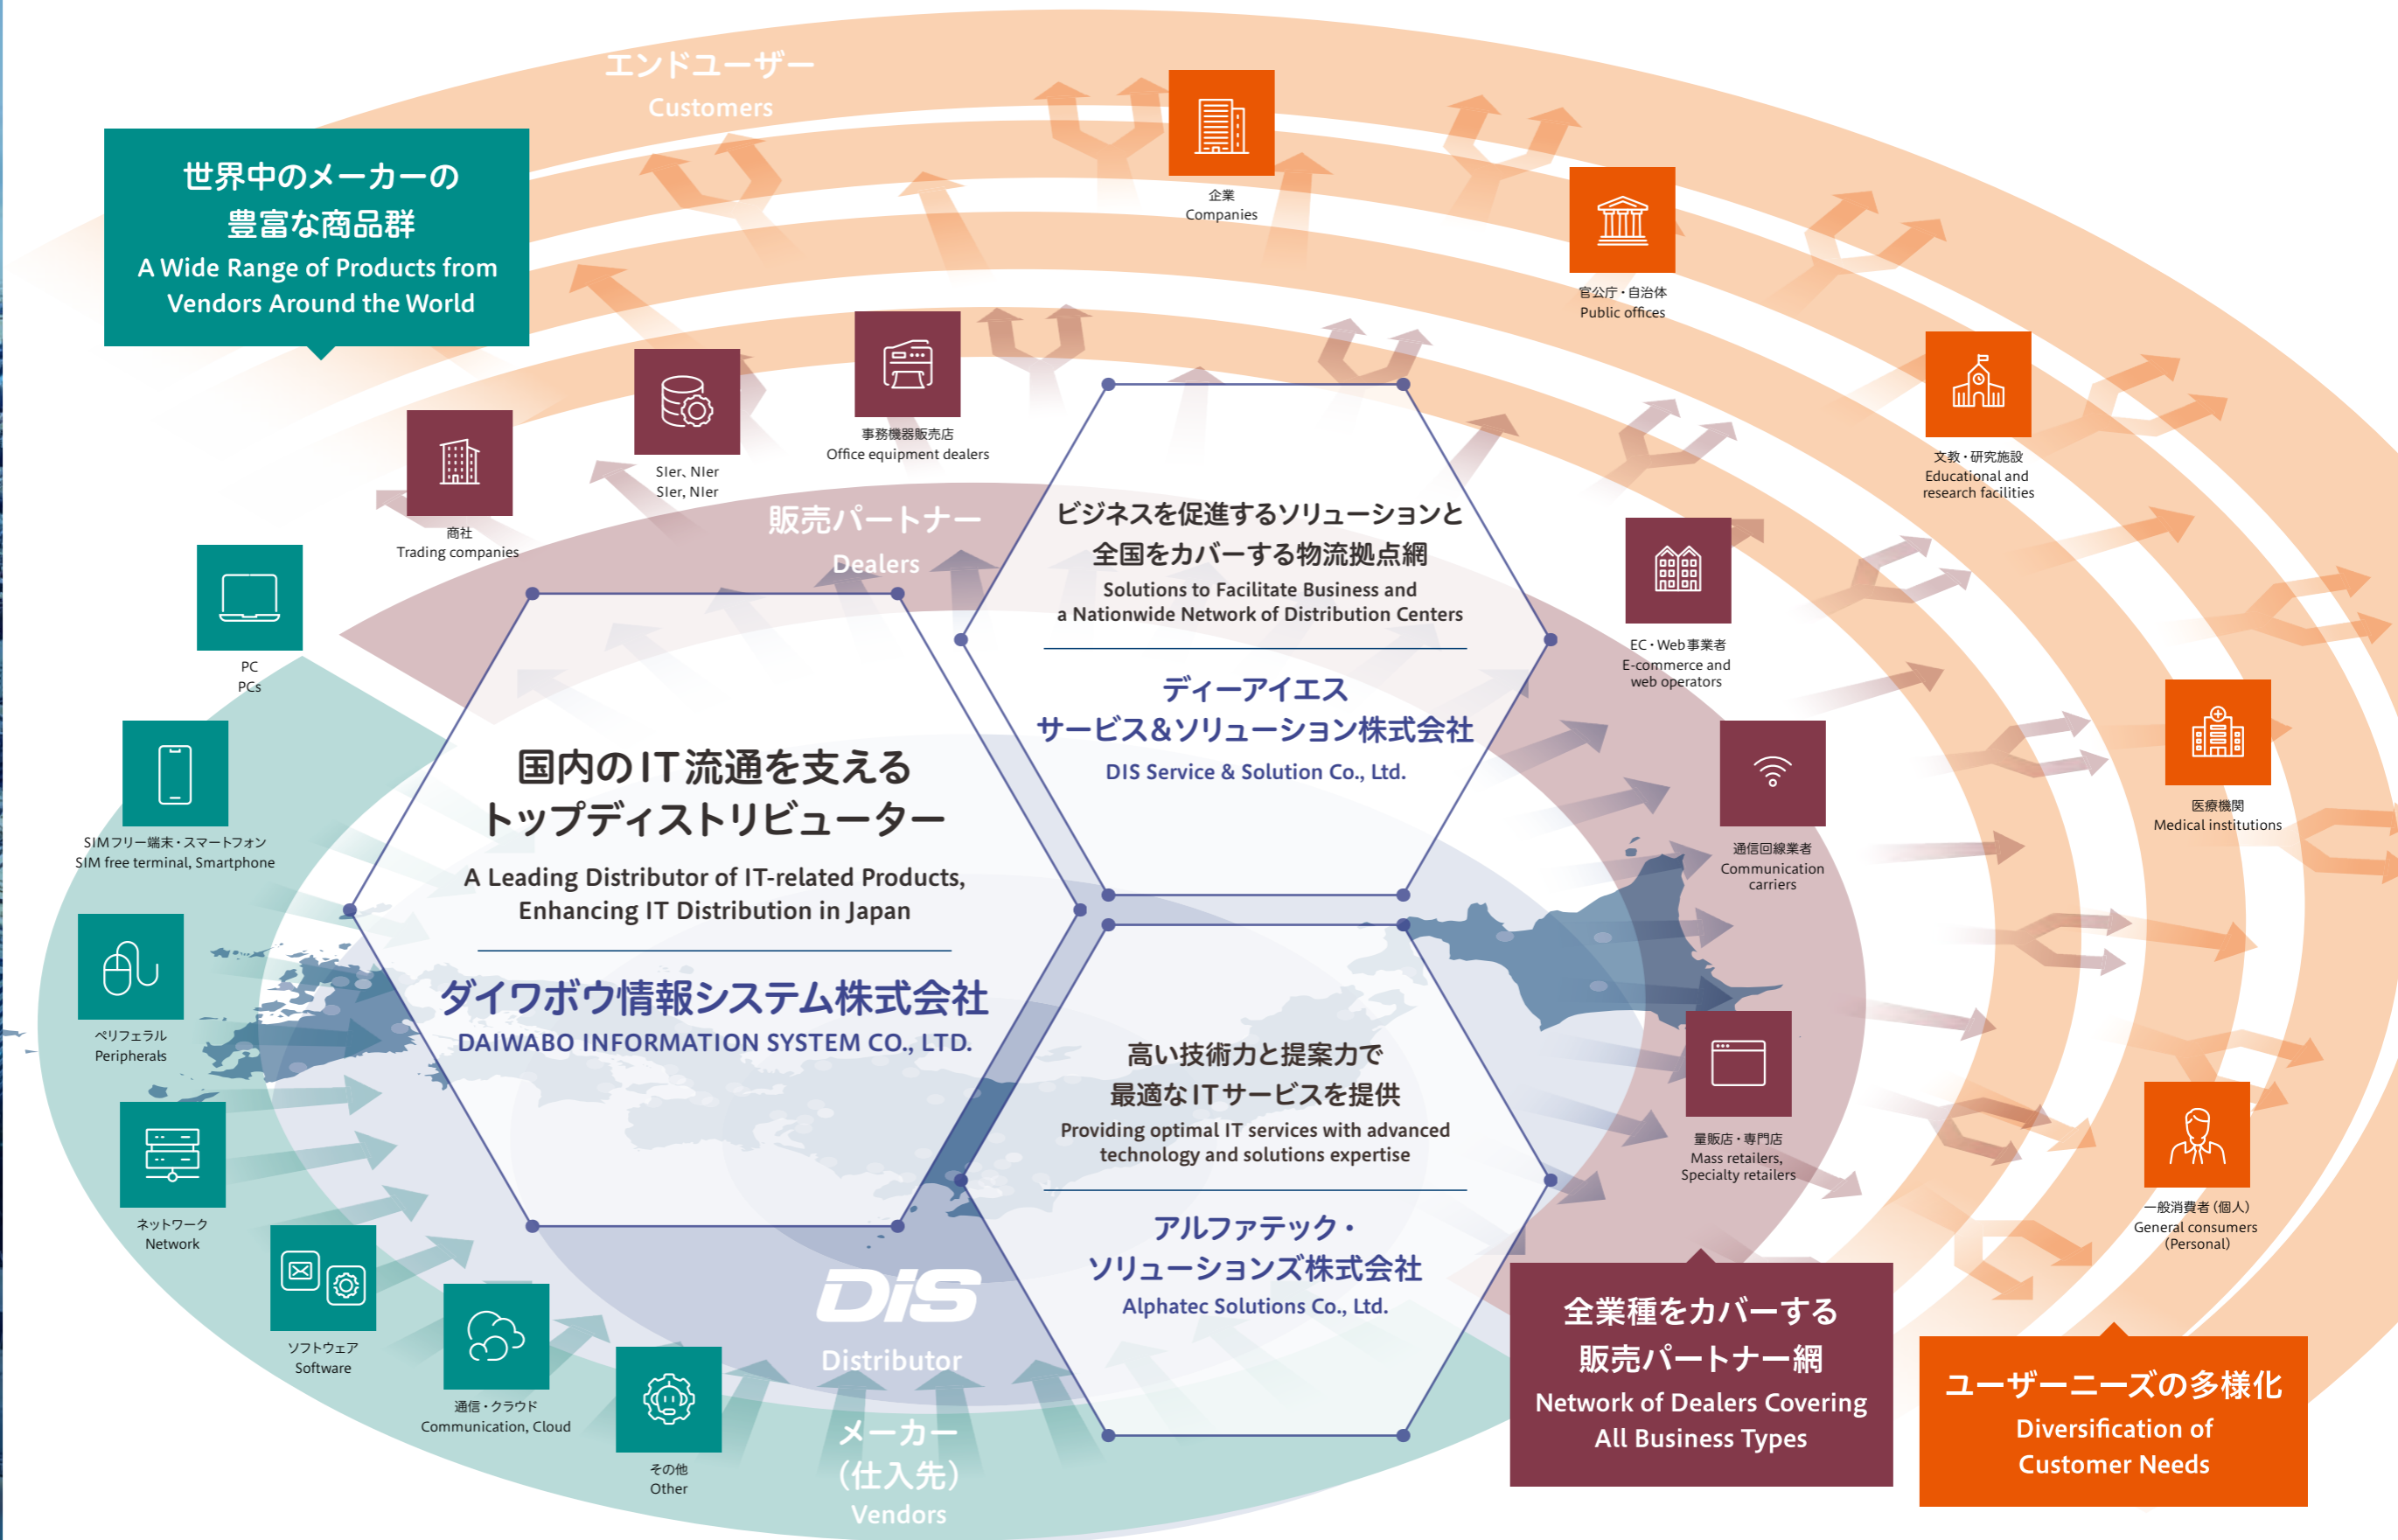 エンドユーザー
Customers
世界中のメーカーの
豊富な商品群
A Wide Range of Products from
Vendors Around the World
企業
Companies
官公庁・自治体
Public offices
文教・研究施設
Educational and
research facilities
医療機関
Medical institutions
一般消費者（個人）
General consumers
(Personal)
商社
Trading companies
SIer、NIer
SIer, NIer
事務機器販売店
Office equipment dealers
販売パートナー
Dealers
EC・Web事業者
E-commerce and
web operators
通信回線業者
Communication
carriers
量販店・専門店
Mass retailers,
Specialty retailers
PC
PCs
SIMフリー端末・スマートフォン
SIM free terminal, Smartphone
ペリフェラル
Peripherals
ネットワーク
Network
ソフトウェア
Software
通信・クラウド
Communication, Cloud
その他
Other
国内のIT流通を支える
トップディストリビューター
A Leading Distributor of IT-related Products,
Enhancing IT Distribution in Japan
ダイワボウ情報システム株式会社
DAIWABO INFORMATION SYSTEM CO., LTD.
ビジネスを促進するソリューションと
全国をカバーする物流拠点網
Solutions to Facilitate Business and
a Nationwide Network of Distribution Centers
ディーアイエス
サービス&ソリューション株式会社
DIS Service & Solution Co., Ltd.
高い技術力と提案力で
最適なITサービスを提供
Providing optimal IT services with advanced
technology and solutions expertise
アルファテック・
ソリューションズ株式会社
Alphatec Solutions Co., Ltd.
DiS
Distributor
メーカー
（仕入先）
Vendors
全業種をカバーする
販売パートナー網
Network of Dealers Covering
All Business Types
ユーザーニーズの多様化
Diversification of
Customer Needs